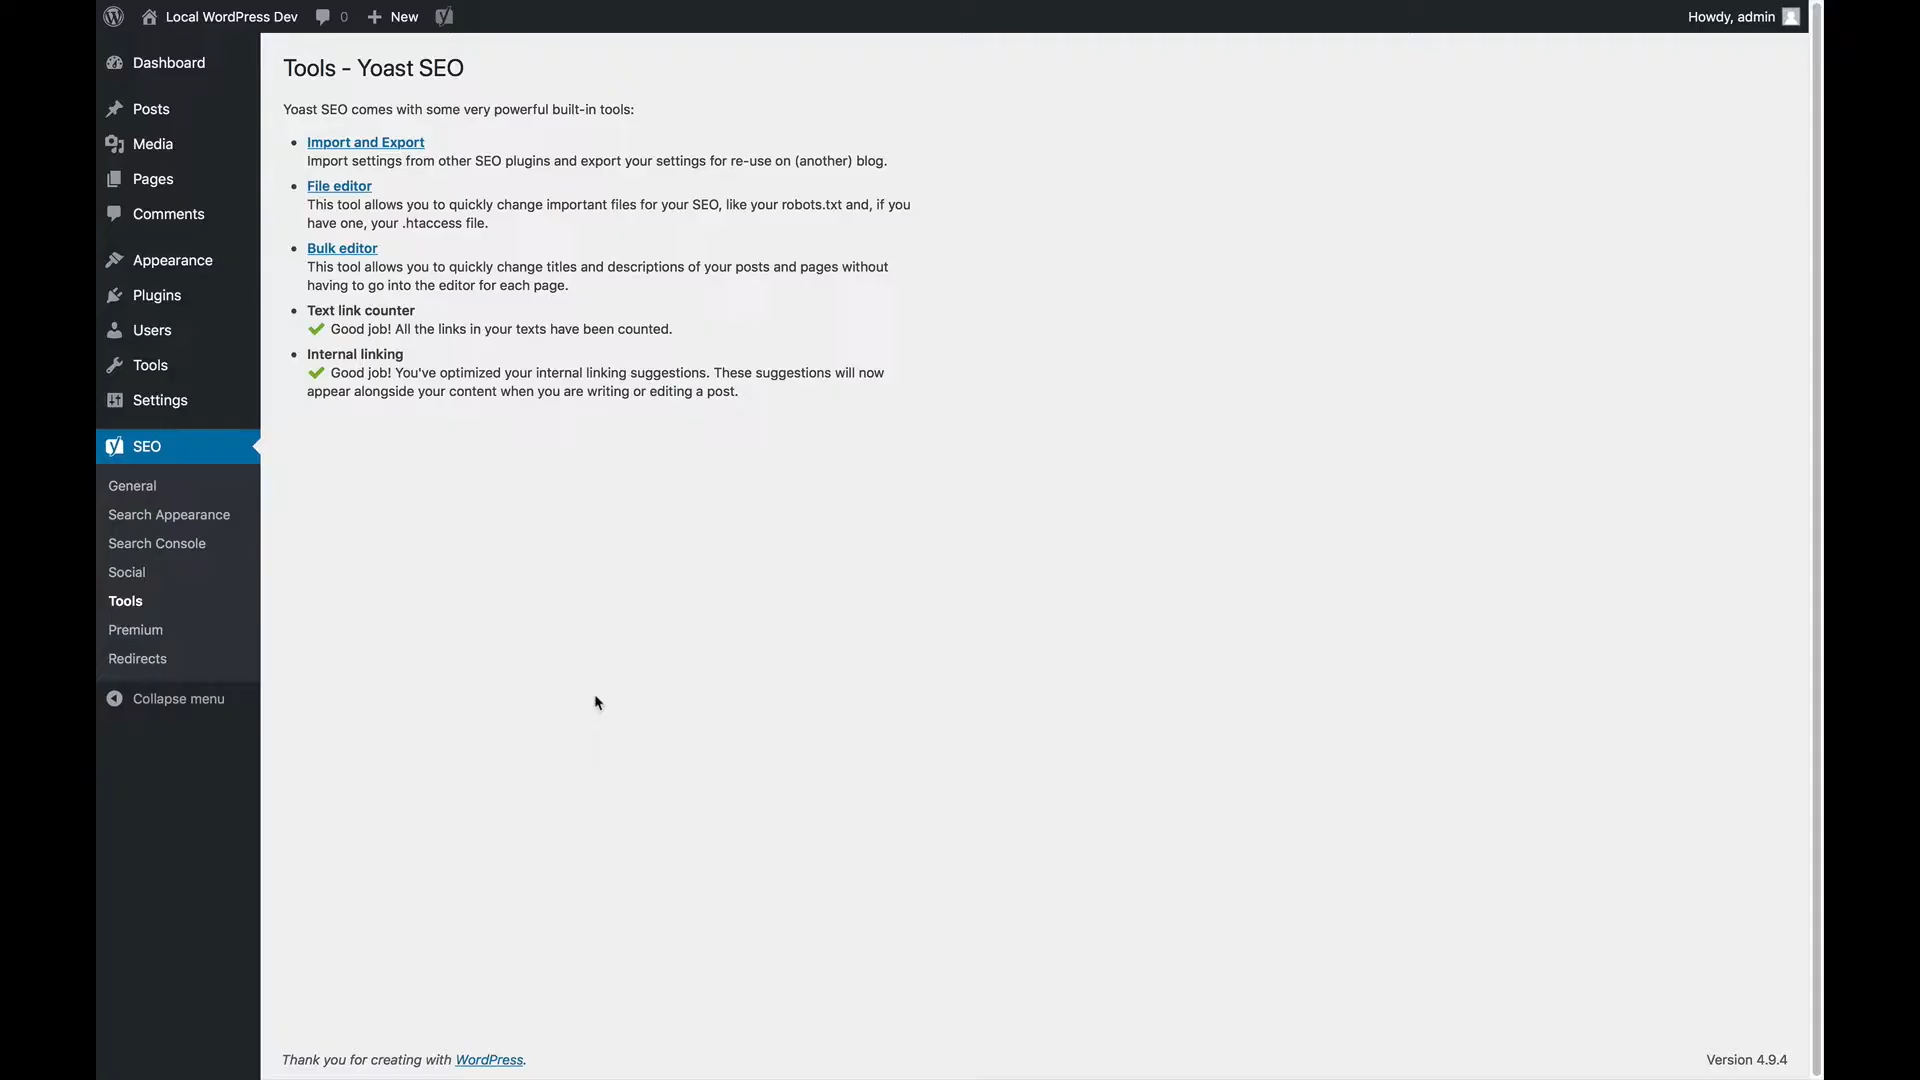 Local WordPress Dev 0 New Howdy, admin
Dashboard
Posts
Media
Pages
Comments
Appearance
Plugins
Users
Tools
Settings
SEO
General
Search Appearance
Search Console
Social
Tools
Premium
Redirects
Collapse menu
Tools - Yoast SEO
Yoast SEO comes with some very powerful built-in tools:
Import and Export
Import settings from other SEO plugins and export your settings for re-use on (another) blog.
File editor
This tool allows you to quickly change important files for your SEO, like your robots.txt and, if you
have one, your .htaccess file.
Bulk editor
This tool allows you to quickly change titles and descriptions of your posts and pages without
having to go into the editor for each page.
Text link counter
Good job! All the links in your texts have been counted.
Internal linking
Good job! You've optimized your internal linking suggestions. These suggestions will now
appear alongside your content when you are writing or editing a post.
Thank you for creating with WordPress. Version 4.9.4